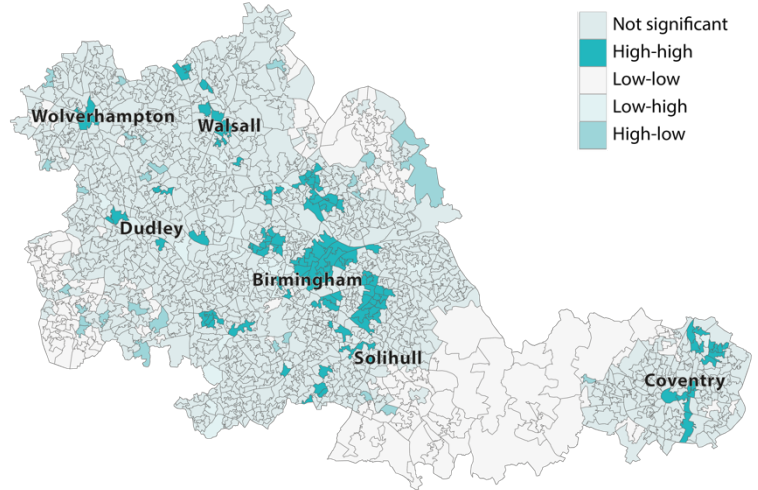 Not significant
High-high
Low-low
Low-high
High-low
Wolverhampton
Walsall
Dudley
Birmingham
Solihull
Coventry